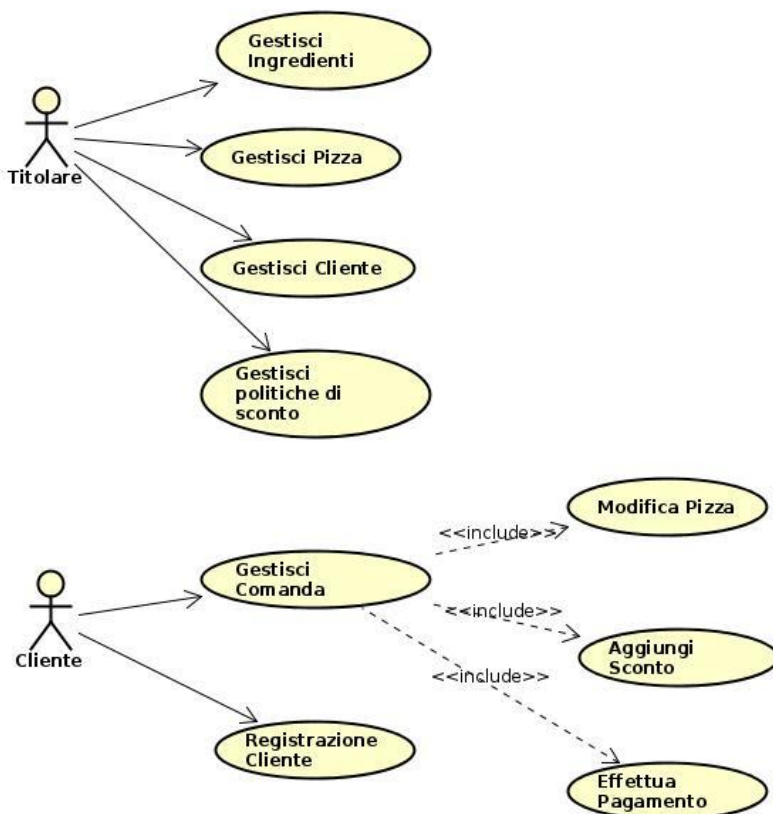 Gestisci
Ingredienti
Titolare
Gestisci Pizza
Gestisci Cliente
Gestisci
politiche di
sconto
Modifica Pizza
<<include>>
Gestisci
Comanda
<<include>>
Cliente
Aggiungi
Sconto
<<include>>
Registrazione
Cliente
Effettua
Pagamento